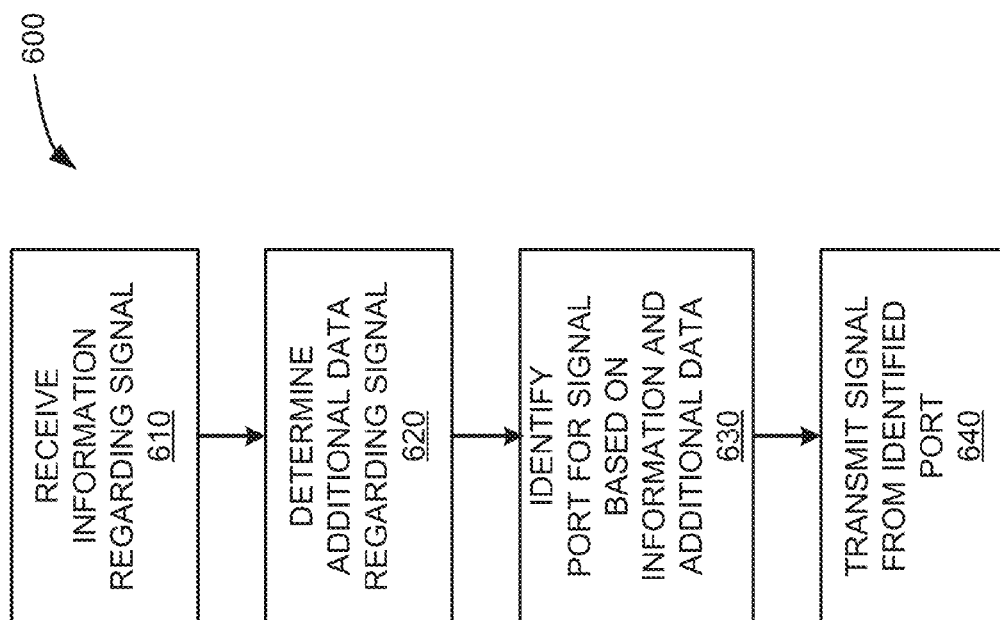 600
RECEIVE
INFORMATION
REGARDING SIGNAL
610
DETERMINE
ADDITIONAL DATA
REGARDING SIGNAL
620
IDENTIFY
PORT FOR SIGNAL
BASED ON
INFORMATION AND
ADDITIONAL DATA
630
TRANSMIT SIGNAL
FROM IDENTIFIED
PORT
640